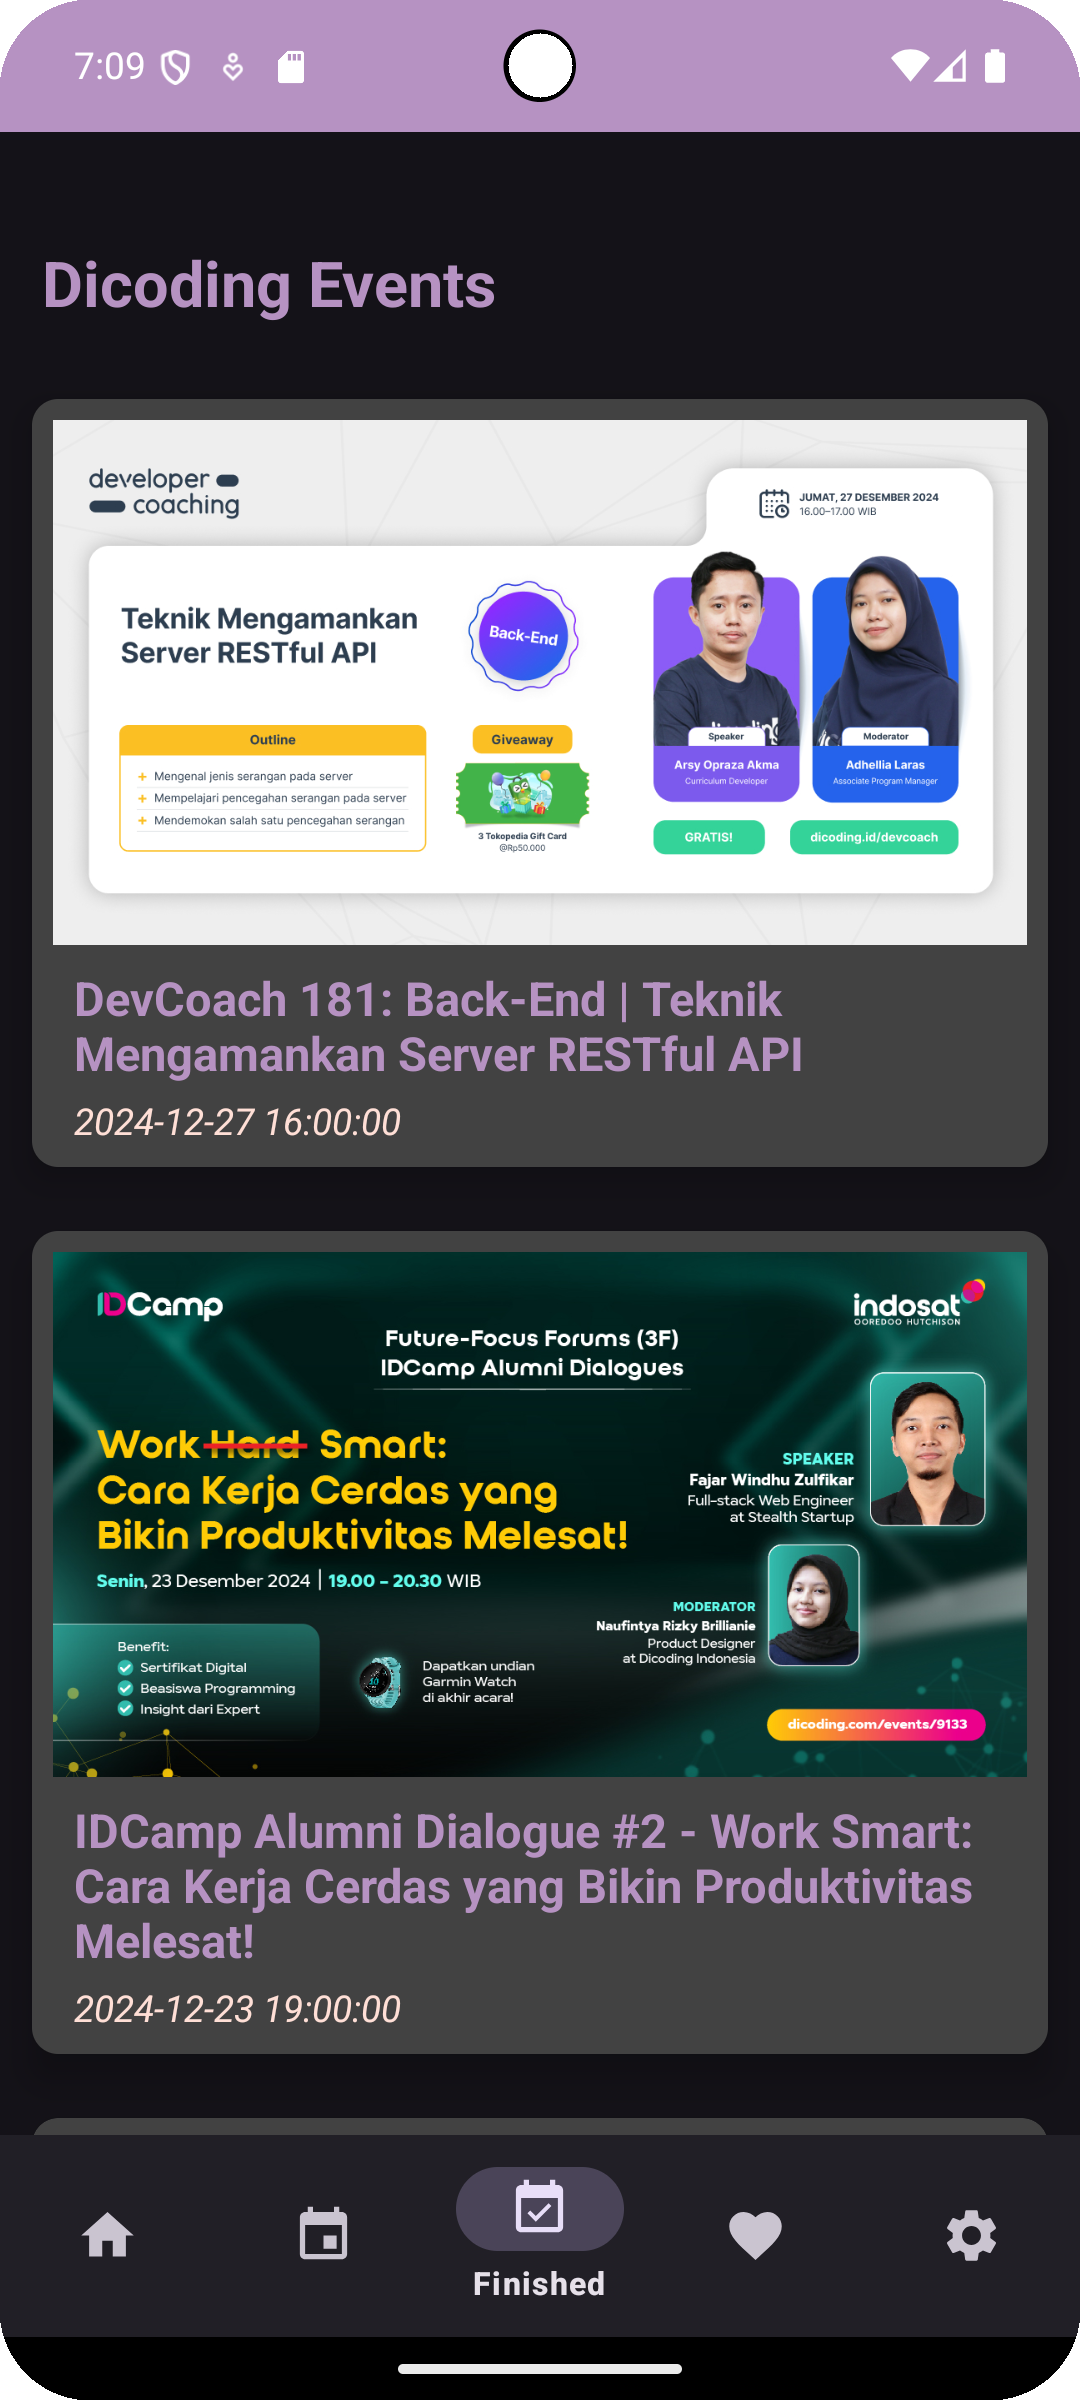 7:09
Dicoding Events
developer
coaching
JUMAT, 27 DESEMBER 2024
16.00–17.00 WIB
Teknik Mengamankan
Server RESTful API
Back-End
Outline
Mengenal jenis serangan pada server
Mempelajari pencegahan serangan pada server
Mendemokan salah satu pencegahan serangan
Giveaway
3 Tokopedia Gift Card
@Rp50.000
Speaker
Arsy Opraza Akma
Curriculum Developer
Moderator
Adhellia Laras
Associate Program Manager
GRATIS!
dicoding.id/devcoach
DevCoach 181: Back-End | Teknik
Mengamankan Server RESTful API
2024-12-27 16:00:00
IDCamp
indosat
OOREDOO HUTCHISON
Future-Focus Forums (3F)
IDCamp Alumni Dialogues
Work Hard Smart:
Cara Kerja Cerdas yang
Bikin Produktivitas Melesat!
Senin, 23 Desember 2024 | 19.00 - 20.30 WIB
SPEAKER
Fajar Windhu Zulfikar
Full-stack Web Engineer
at Stealth Startup
MODERATOR
Naufintya Rizky Brillianie
Product Designer
at Dicoding Indonesia
Benefit:
Sertifikat Digital
Beasiswa Programming
Insight dari Expert
Dapatkan undian
Garmin Watch
di akhir acara!
dicoding.com/events/9133
IDCamp Alumni Dialogue #2 - Work Smart:
Cara Kerja Cerdas yang Bikin Produktivitas
Melesat!
2024-12-23 19:00:00
Finished